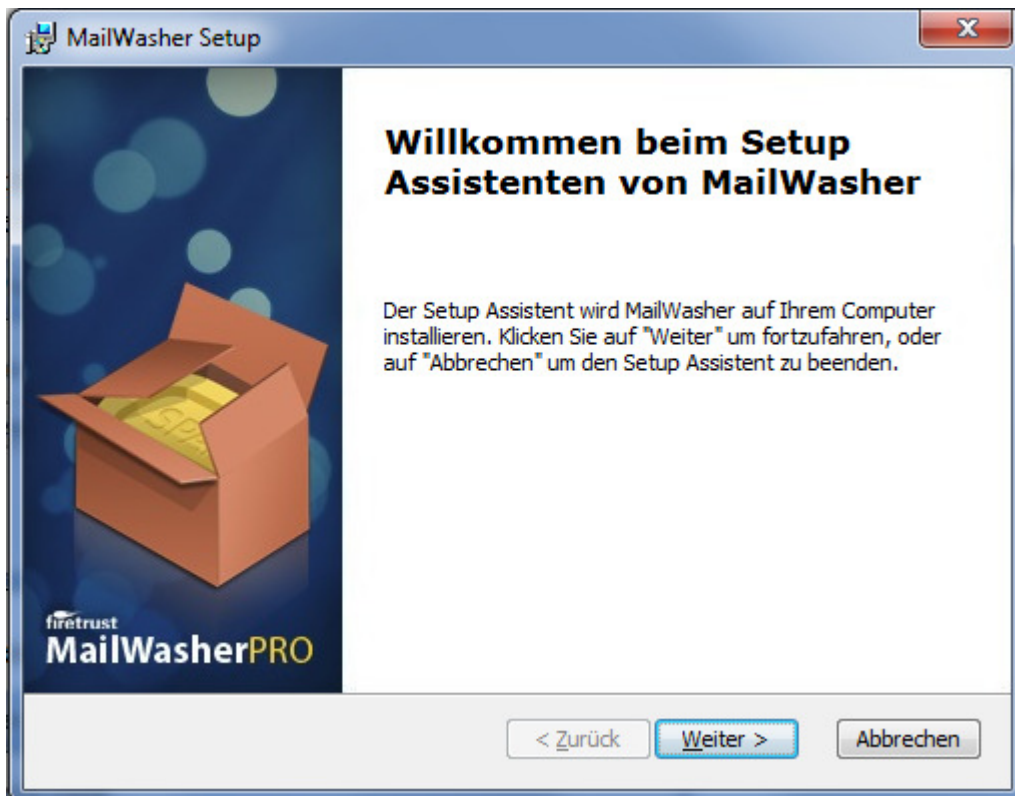 MailWasher Setup
Willkommen beim Setup
Assistenten von MailWasher
Der Setup Assistent wird MailWasher auf Ihrem Computer
installieren. Klicken Sie auf "Weiter" um fortzufahren, oder
auf "Abbrechen" um den Setup Assistent zu beenden.
firetrust
MailWasherPRO
< Zurück
Weiter >
Abbrechen